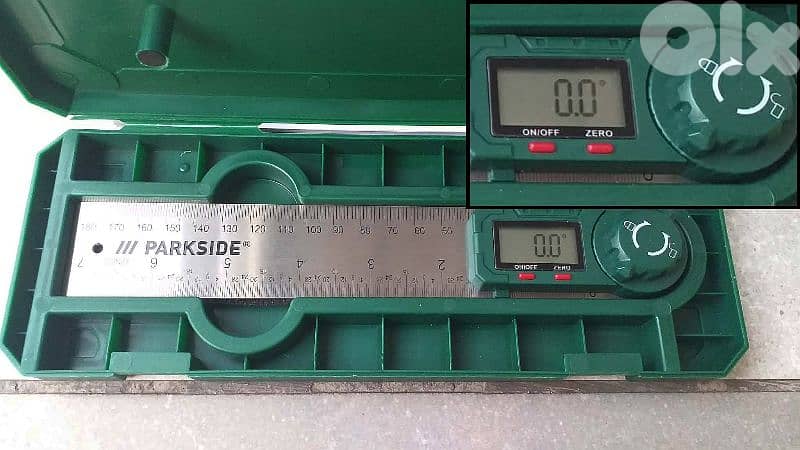 olx
0.0°
ON/OFF ZERO
180 170 160 150 140 130 120 110 100 90 80 70 60 50
/// PARKSIDE®
0.0°
ON/OFF ZERO
7 6 5 4 3 2